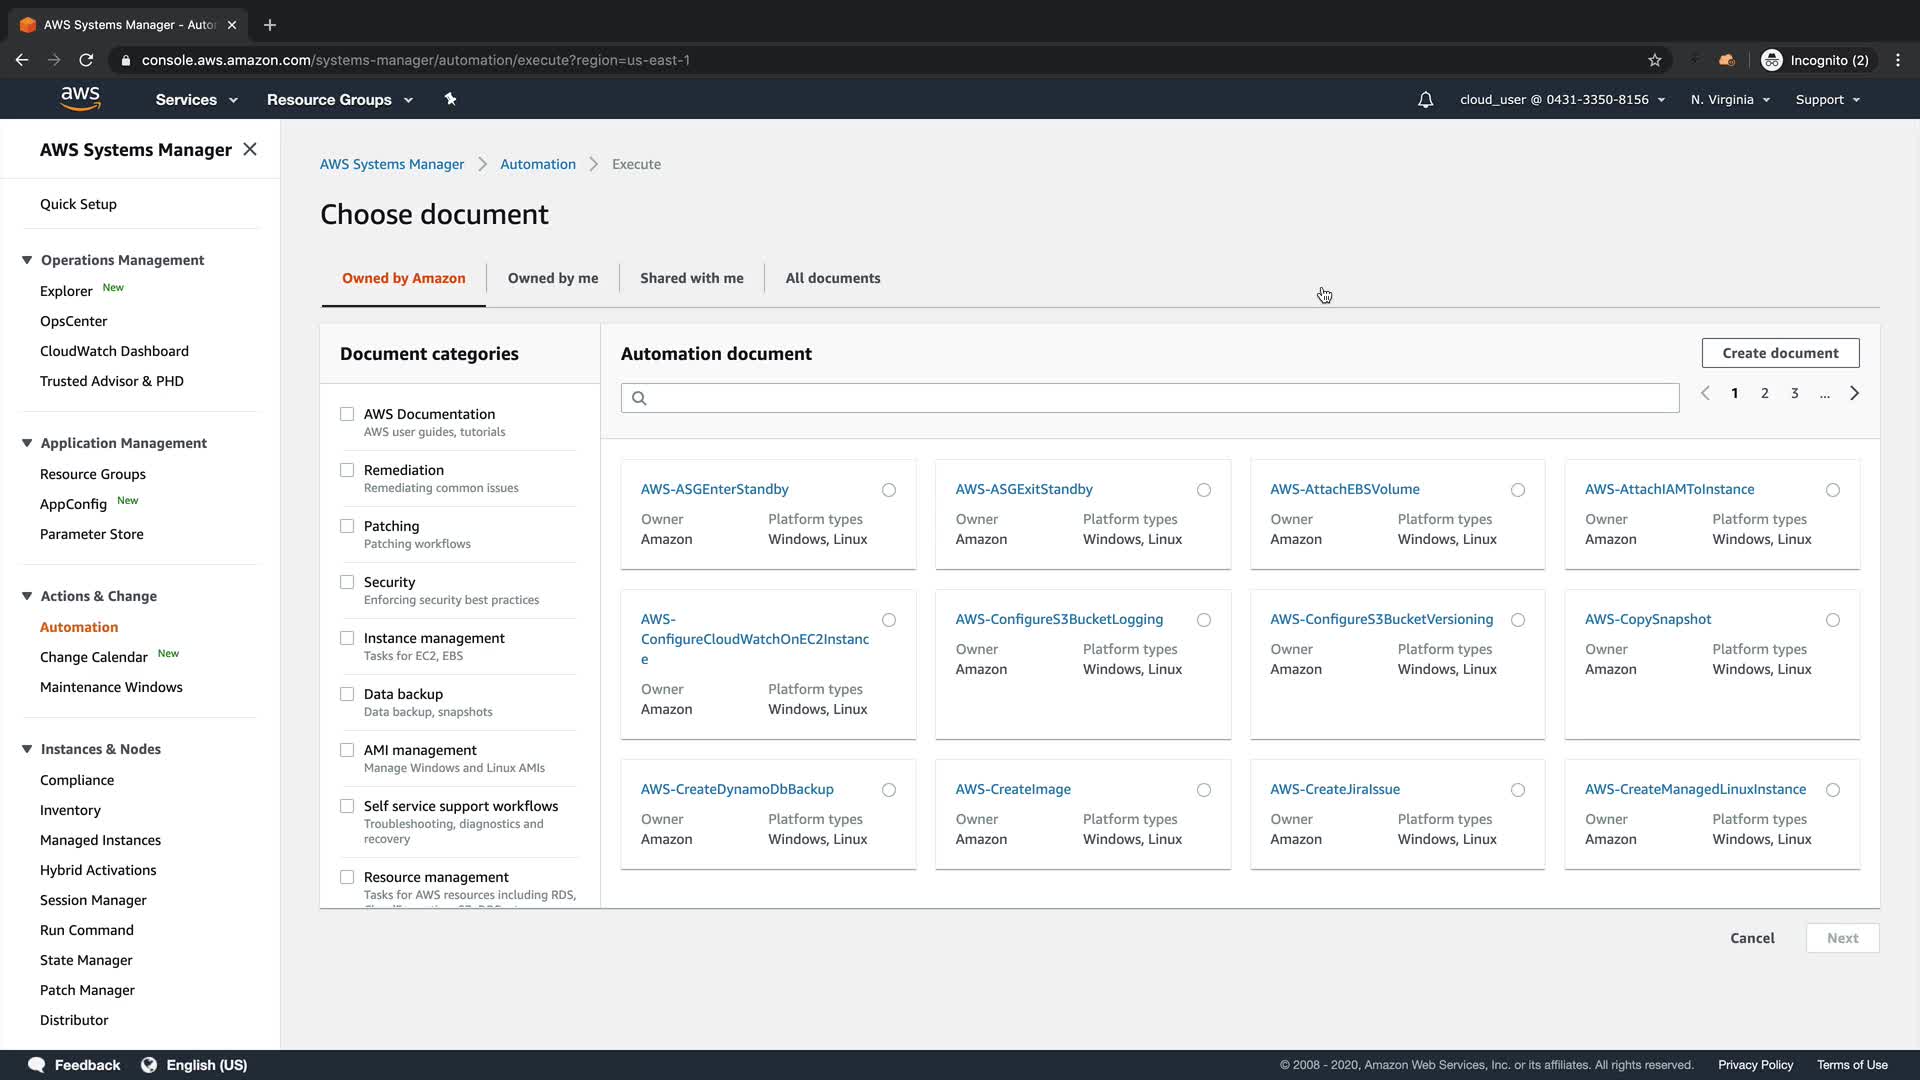 AWS Systems Manager - Auto
console.aws.amazon.com/systems-manager/automation/execute?region=us-east-1
Incognito (2)
aws
Services
Resource Groups
cloud_user @ 0431-3350-8156
N. Virginia
Support
AWS Systems Manager
Quick Setup
Operations Management
Explorer New
OpsCenter
CloudWatch Dashboard
Trusted Advisor & PHD
Application Management
Resource Groups
AppConfig New
Parameter Store
Actions & Change
Automation
Change Calendar New
Maintenance Windows
Instances & Nodes
Compliance
Inventory
Managed Instances
Hybrid Activations
Session Manager
Run Command
State Manager
Patch Manager
Distributor
AWS Systems Manager > Automation > Execute
Choose document
Owned by Amazon
Owned by me
Shared with me
All documents
Document categories
AWS Documentation
AWS user guides, tutorials
Remediation
Remediating common issues
Patching
Patching workflows
Security
Enforcing security best practices
Instance management
Tasks for EC2, EBS
Data backup
Data backup, snapshots
AMI management
Manage Windows and Linux AMIs
Self service support workflows
Troubleshooting, diagnostics and
recovery
Resource management
Tasks for AWS resources including RDS,
Automation document
Create document
1 2 3 ...
AWS-ASGEnterStandby
Owner Platform types
Amazon Windows, Linux
AWS-ASGExitStandby
Owner Platform types
Amazon Windows, Linux
AWS-AttachEBSVolume
Owner Platform types
Amazon Windows, Linux
AWS-AttachIAMToInstance
Owner Platform types
Amazon Windows, Linux
AWS-
ConfigureCloudWatchOnEC2Instanc
e
Owner Platform types
Amazon Windows, Linux
AWS-ConfigureS3BucketLogging
Owner Platform types
Amazon Windows, Linux
AWS-ConfigureS3BucketVersioning
Owner Platform types
Amazon Windows, Linux
AWS-CopySnapshot
Owner Platform types
Amazon Windows, Linux
AWS-CreateDynamoDbBackup
Owner Platform types
Amazon Windows, Linux
AWS-CreateImage
Owner Platform types
Amazon Windows, Linux
AWS-CreateJiraIssue
Owner Platform types
Amazon Windows, Linux
AWS-CreateManagedLinuxInstance
Owner Platform types
Amazon Windows, Linux
Cancel
Next
Feedback
English (US)
© 2008 - 2020, Amazon Web Services, Inc. or its affiliates. All rights reserved.
Privacy Policy
Terms of Use